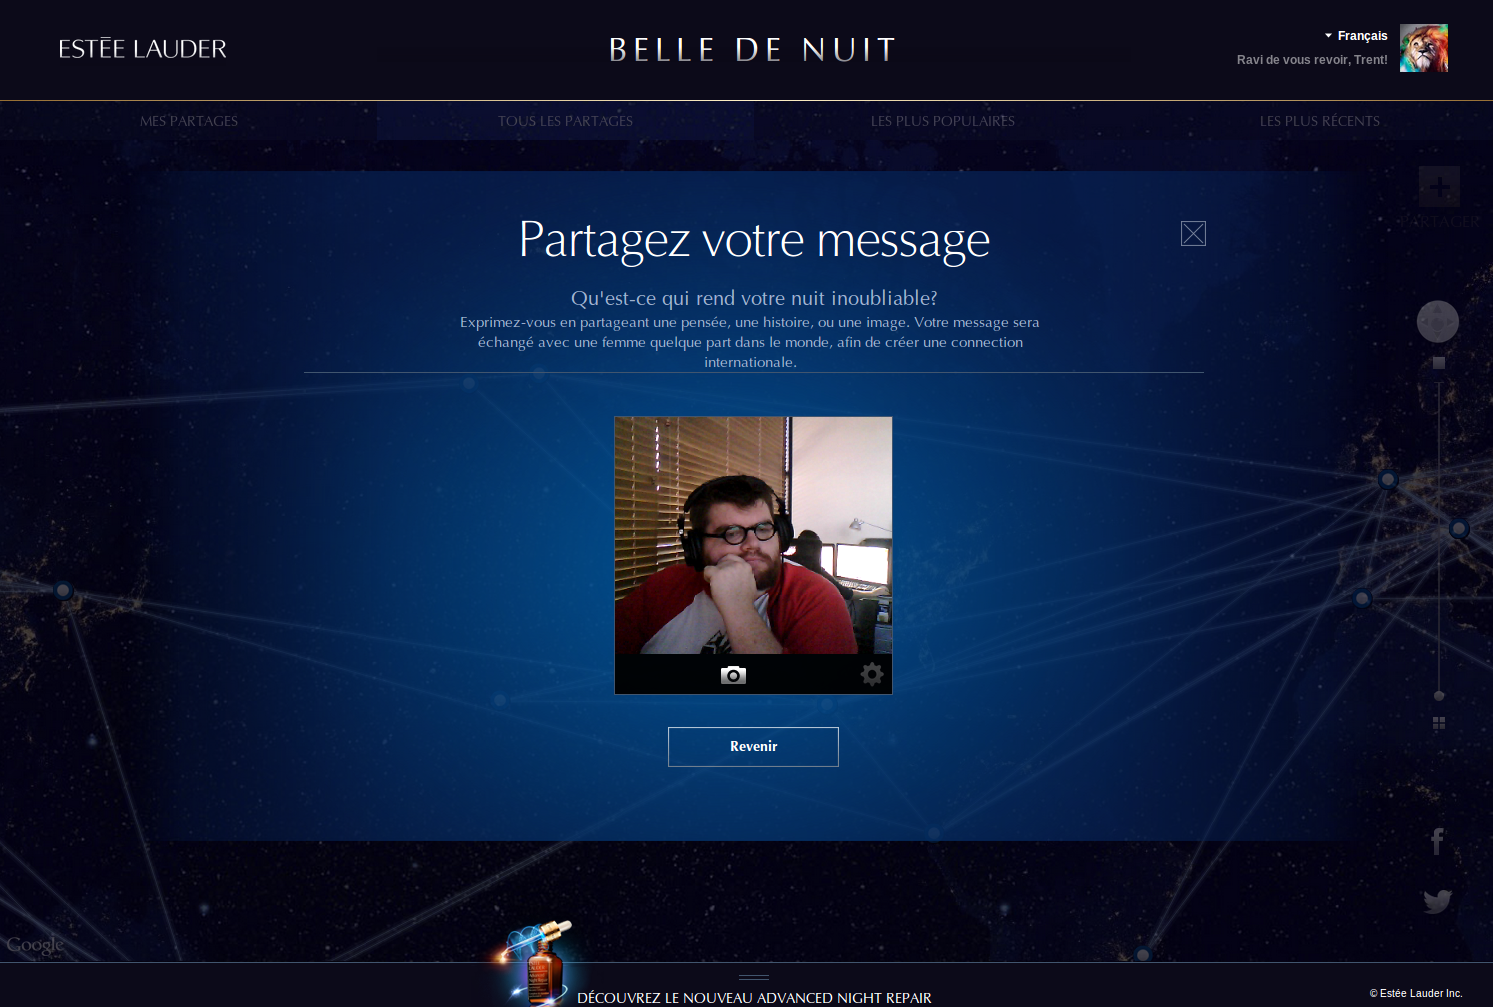 ESTĒE LAUDER
BELLE DE NUIT
Français
Ravi de vous revoir, Trent!
MES PARTAGES
TOUS LES PARTAGES
LES PLUS POPULAIRES
LES PLUS RÉCENTS
PARTAGER
Partagez votre message
Qu'est-ce qui rend votre nuit inoubliable?
Exprimez-vous en partageant une pensée, une histoire, ou une image. Votre message sera
échangé avec une femme quelque part dans le monde, afin de créer une connection
internationale.
Revenir
Google
DÉCOUVREZ LE NOUVEAU ADVANCED NIGHT REPAIR
© Estée Lauder Inc.